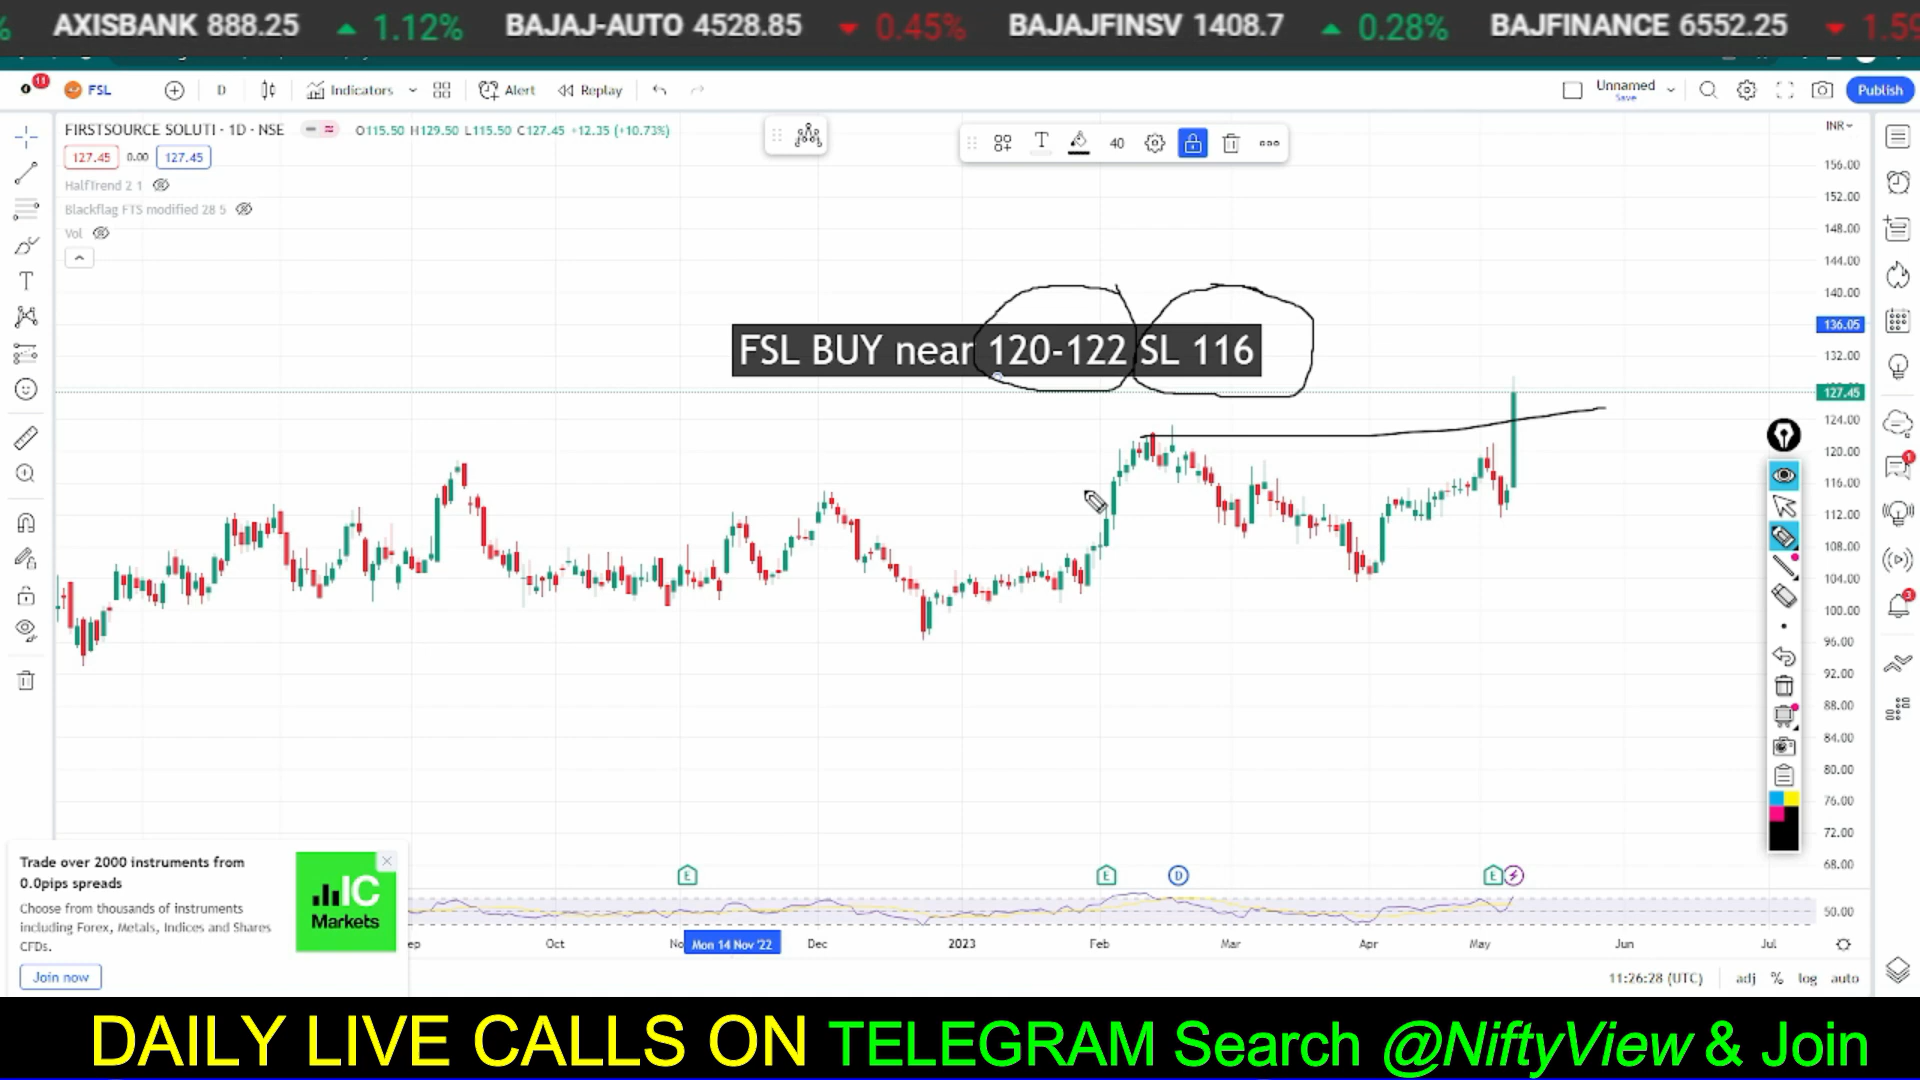 AXISBANK 888.25 ▲ 1.12% BAJAJ-AUTO 4528.85 ▼ 0.45% BAJAJFINSV 1408.7 ▲ 0.28% BAJFINANCE 6552.25 ▼
11 FSL D Indicators Alert Replay Unnamed Publish
Save
FIRSTSOURCE SOLUTI · 1D · NSE O115.50 H129.50 L115.50 C127.45 +12.35 (+10.73%)
127.45 0.00 127.45
HalfTrend 2 1
Blackflag FTS modified 28 5
Vol
T 40
INR
156.00
152.00
148.00
144.00
140.00
136.05
132.00
127.45
124.00
120.00
116.00
112.00
108.00
104.00
100.00
96.00
92.00
88.00
84.00
80.00
76.00
72.00
68.00
50.00
FSL BUY near 120-122 SL 116
1
3
E E D E
Trade over 2000 instruments from
0.0pips spreads
Choose from thousands of instruments
including Forex, Metals, Indices and Shares
CFDs.
Join now
IC
Markets
ep Oct No Mon 14 Nov '22 Dec 2023 Feb Mar Apr May Jun Jul
11:26:28 (UTC) adj % log auto
DAILY LIVE CALLS ON TELEGRAM Search @NiftyView & Join